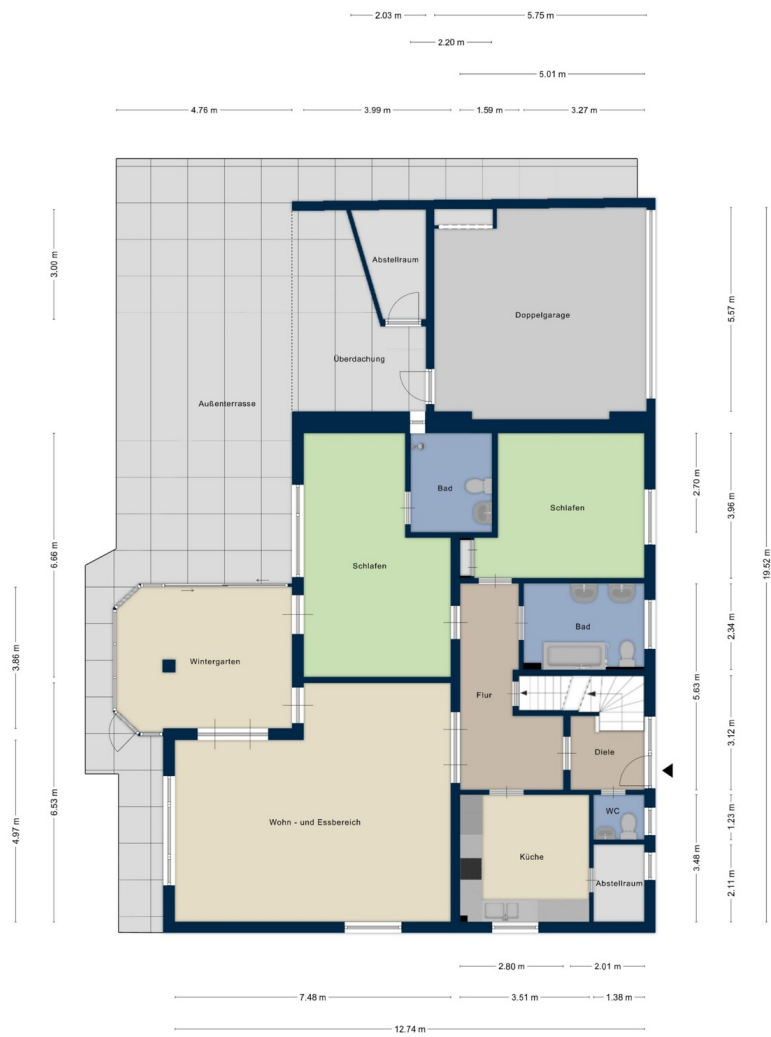 2.03 m
5.75 m
2.20 m
5.01 m
4.76 m
3.99 m
1.59 m
3.27 m
3.00 m
Abstellraum
Doppelgarage
5.57 m
Überdachung
Außenterrasse
Bad
Schlafen
2.70 m
3.96 m
6.66 m
19.52 m
Schlafen
3.86 m
Bad
2.34 m
Wintergarten
Flur
5.63 m
3.12 m
Diele
4.97 m
6.53 m
Wohn - und Essbereich
WC
1.23 m
Küche
3.48 m
Abstellraum
2.11 m
2.80 m
2.01 m
7.48 m
3.51 m
1.38 m
12.74 m